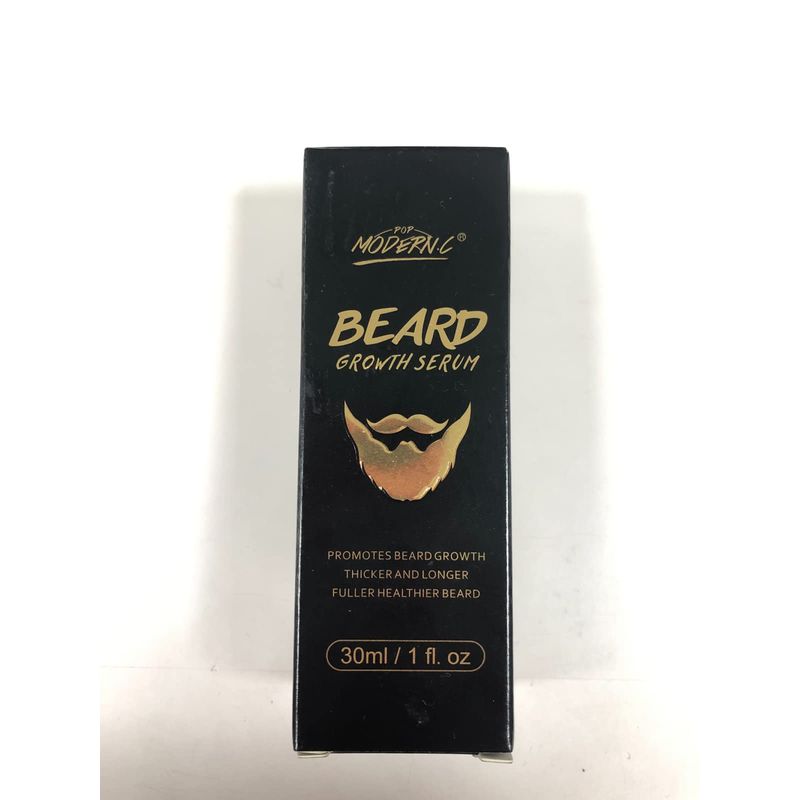 POP
MODERN.C®
BEARD
GROWTH SERUM
PROMOTES BEARD GROWTH
THICKER AND LONGER
FULLER HEALTHIER BEARD
30ml / 1 fl. oz